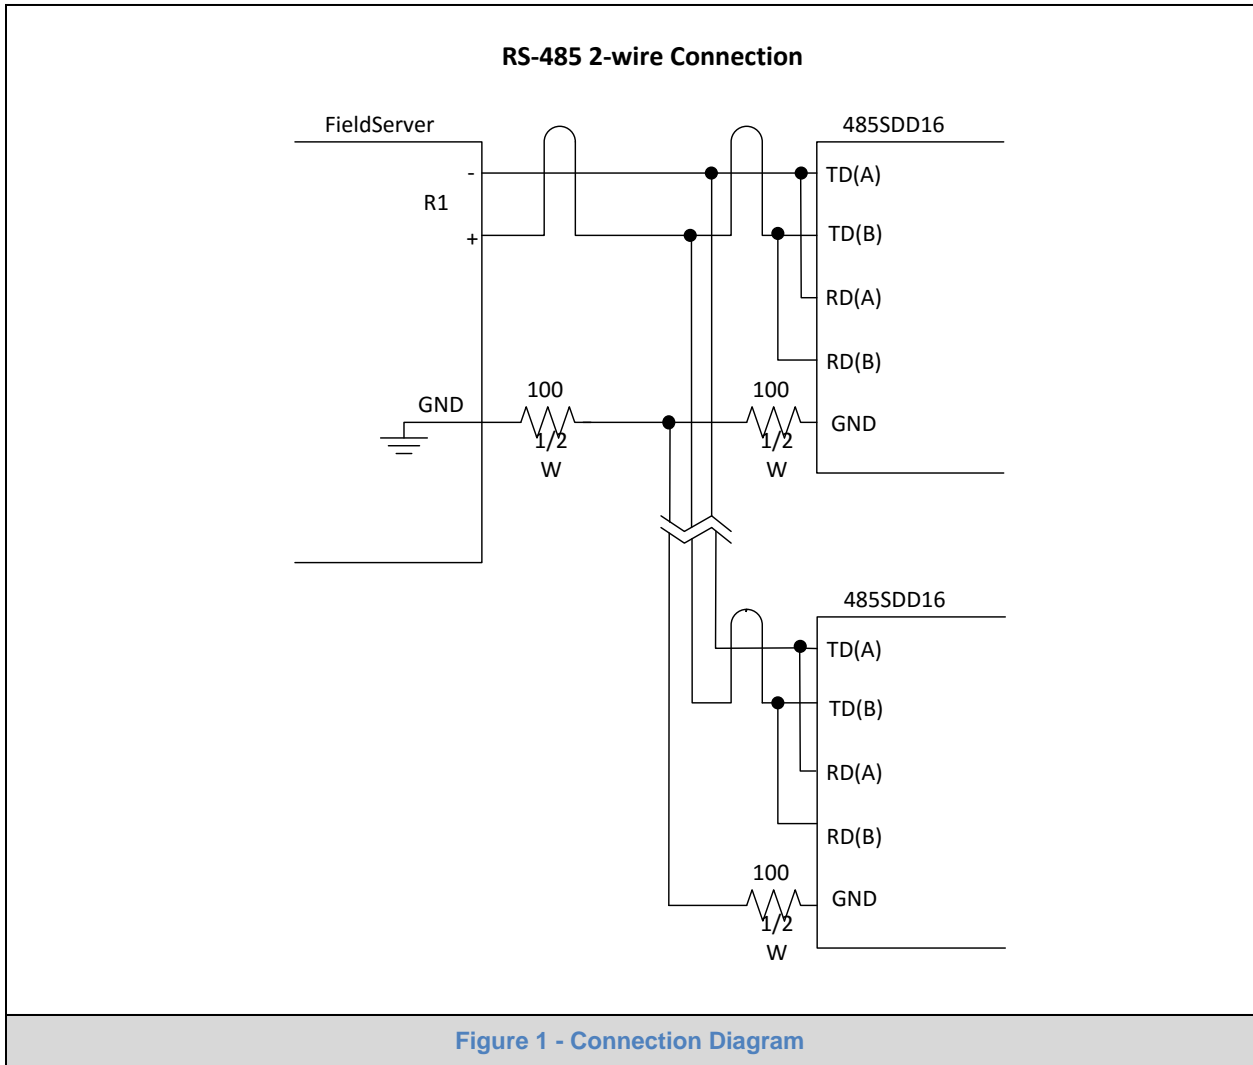 RS-485 2-wire Connection
FieldServer
485SDD16
-
TD(A)
R1
+
TD(B)
RD(A)
RD(B)
GND
100
1/2
W
100
1/2
W
GND
485SDD16
TD(A)
TD(B)
RD(A)
RD(B)
100
1/2
W
GND
Figure 1 - Connection Diagram